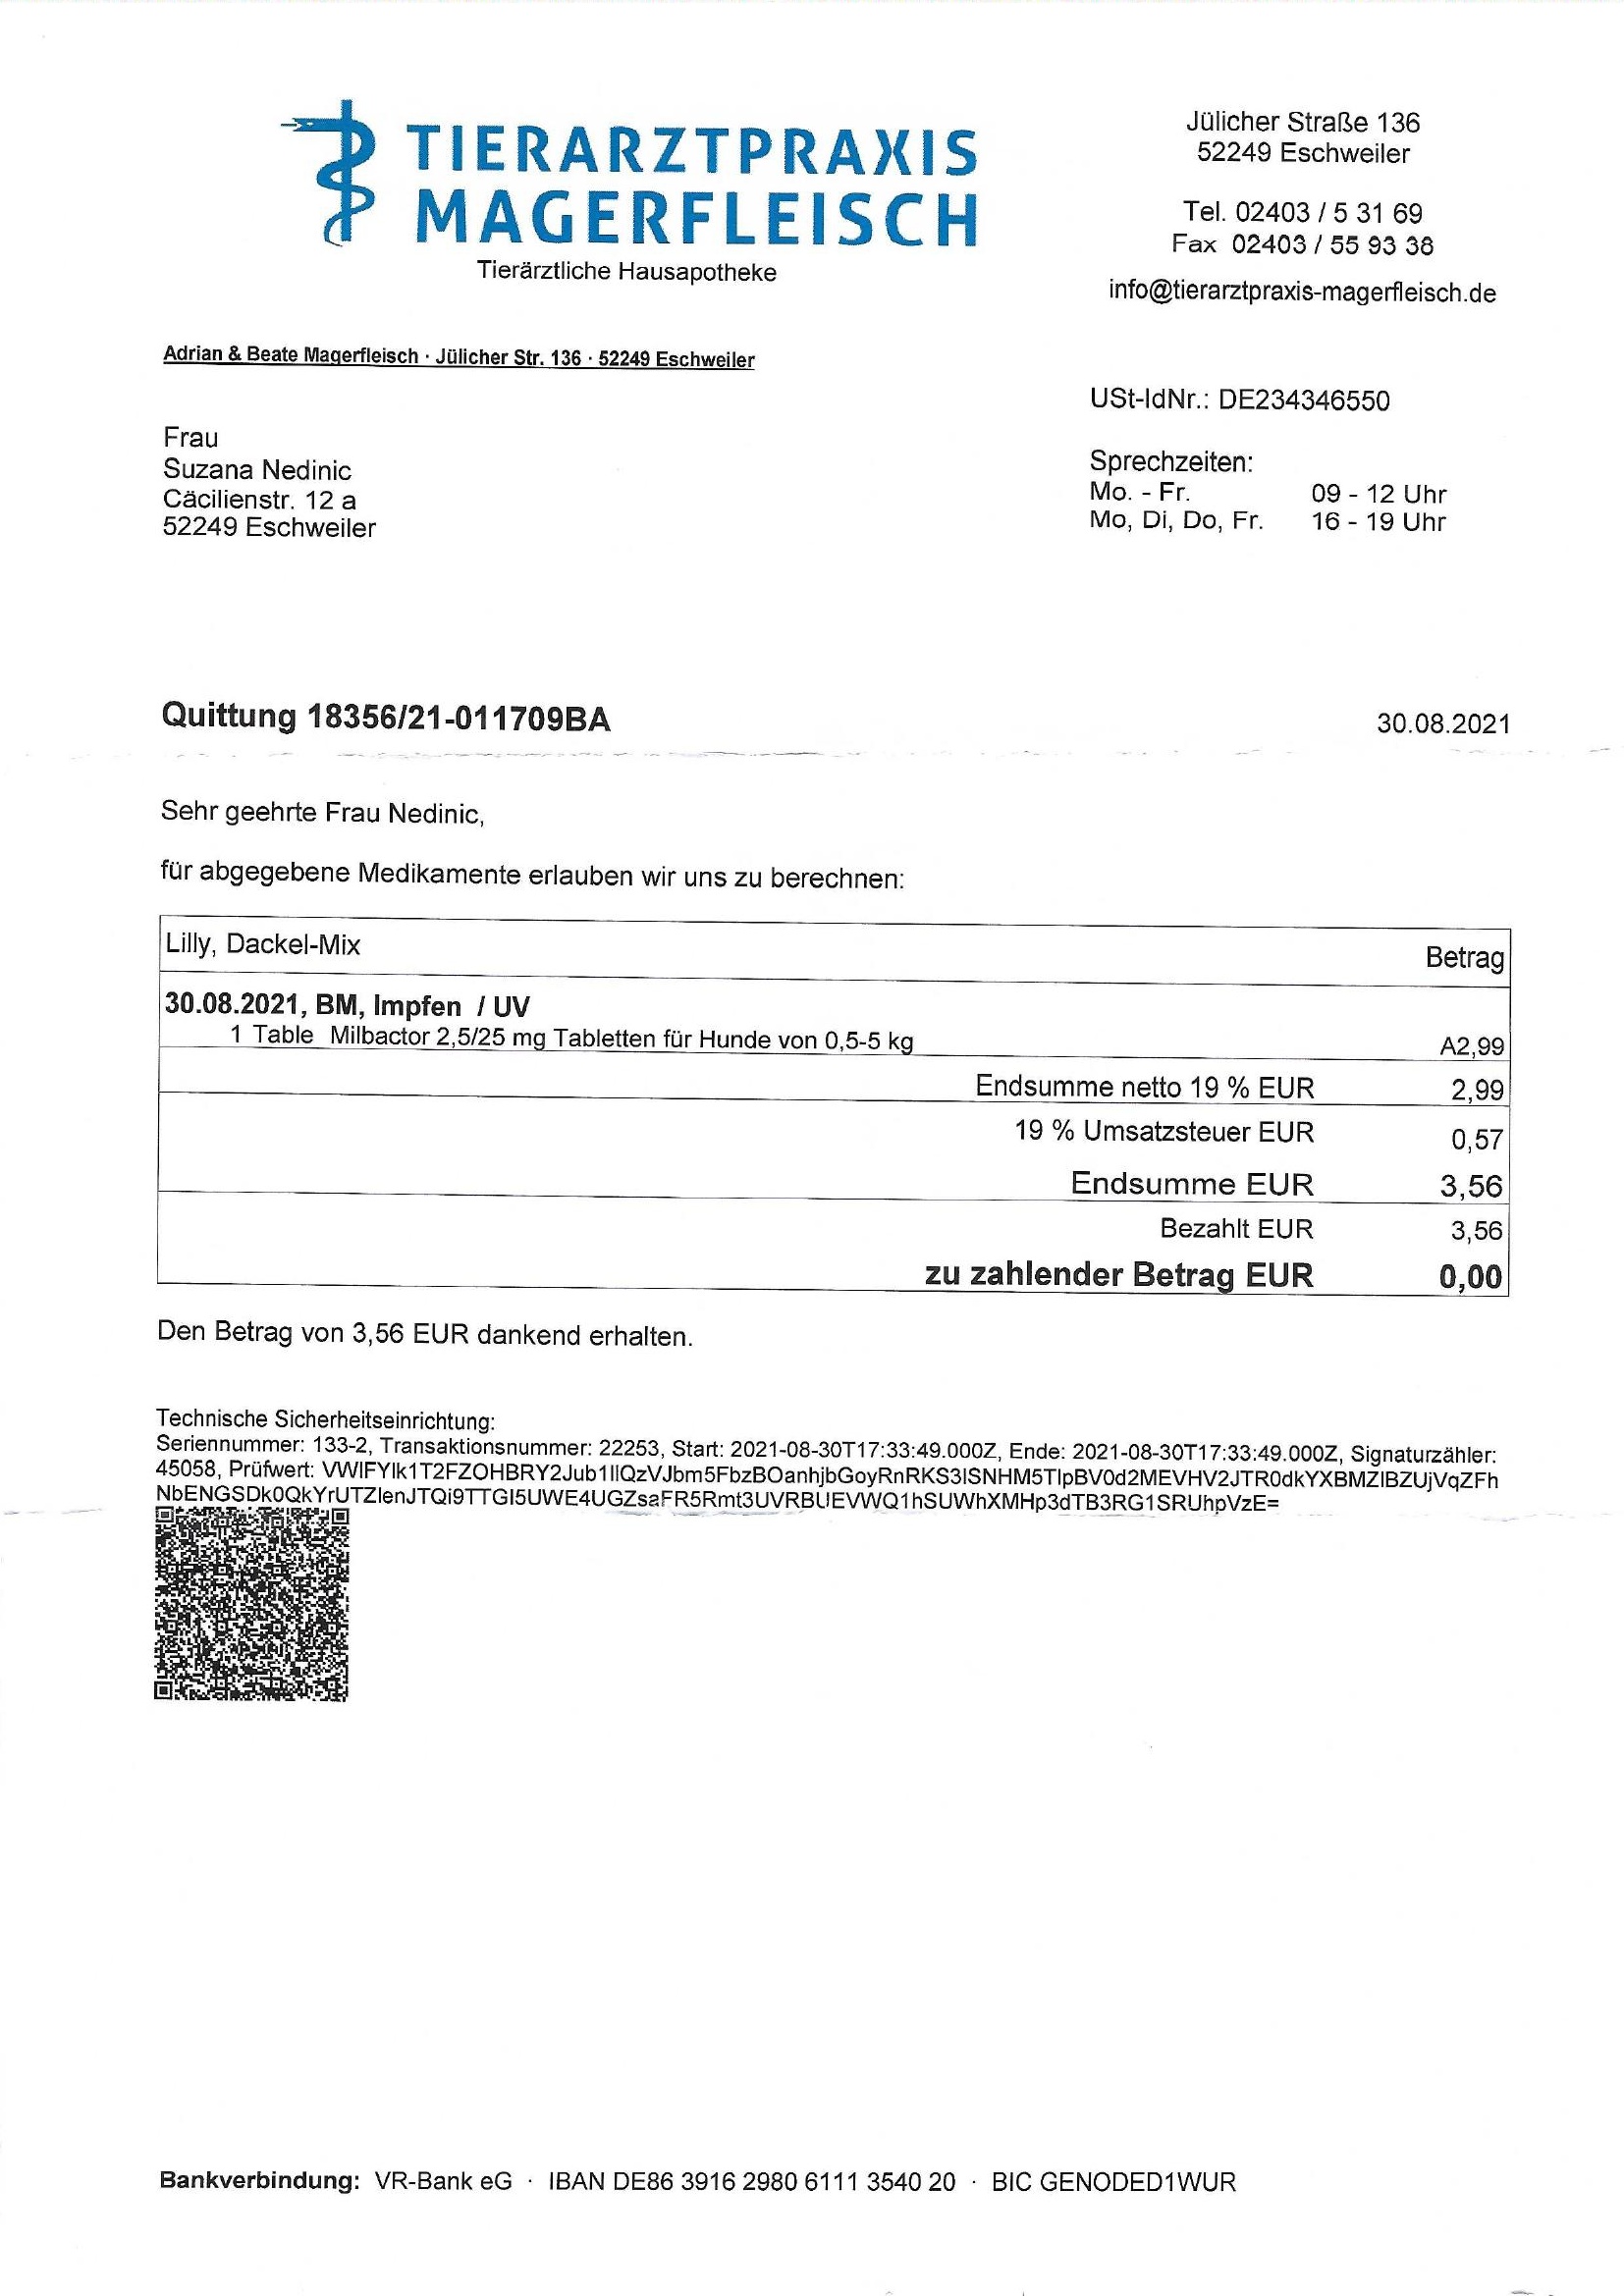 TIERARZTPRAXIS
MAGERFLEISCH
Tierärztliche Hausapotheke
Jülicher Straße 136
52249 Eschweiler
Tel. 02403 / 5 31 69
Fax 02403 / 55 93 38
info@tierarztpraxis-magerfleisch.de
Adrian & Beate Magerfleisch · Jülicher Str. 136 · 52249 Eschweiler
USt-IdNr.: DE234346550
Frau
Suzana Nedinic
Cäcilienstr. 12 a
52249 Eschweiler
Sprechzeiten:
Mo. - Fr. 09 - 12 Uhr
Mo, Di, Do, Fr. 16 - 19 Uhr
Quittung 18356/21-011709BA 30.08.2021
Sehr geehrte Frau Nedinic,
für abgegebene Medikamente erlauben wir uns zu berechnen:
Lilly, Dackel-Mix Betrag
30.08.2021, BM, Impfen / UV
1 Table Milbactor 2,5/25 mg Tabletten für Hunde von 0,5-5 kg A2,99
Endsumme netto 19 % EUR 2,99
19 % Umsatzsteuer EUR 0,57
Endsumme EUR 3,56
Bezahlt EUR 3,56
zu zahlender Betrag EUR 0,00
Den Betrag von 3,56 EUR dankend erhalten.
Technische Sicherheitseinrichtung:
Seriennummer: 133-2, Transaktionsnummer: 22253, Start: 2021-08-30T17:33:49.000Z, Ende: 2021-08-30T17:33:49.000Z, Signaturzähler:
45058, Prüfwert:
Bankverbindung: VR-Bank eG · IBAN DE86 3916 2980 6111 3540 20 · BIC GENODED1WUR